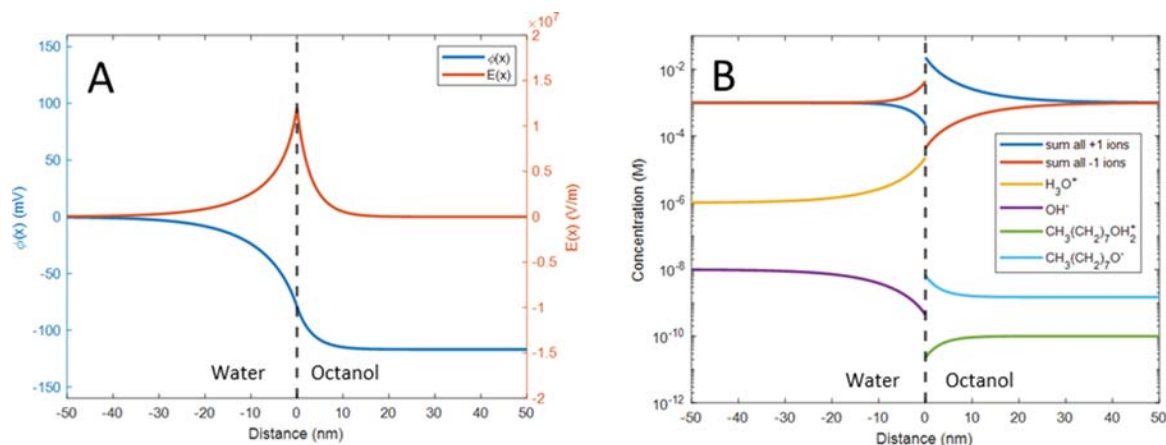 A
φ(x)
E(x)
×10⁷
150
100
50
0
-50
-100
-150
φ(x) (mV)
2
1.5
1
0.5
0
-0.5
-1
-1.5
-2
E(x) (V/m)
Water Octanol
-50 -40 -30 -20 -10 0 10 20 30 40 50
Distance (nm)
B
10⁻²
10⁻⁴
10⁻⁶
10⁻⁸
10⁻¹⁰
10⁻¹²
Concentration (M)
sum all +1 ions
sum all -1 ions
H₃O⁺
OH⁻
CH₃(CH₂)₇OH₂⁺
CH₃(CH₂)₇O⁻
Water Octanol
-50 -40 -30 -20 -10 0 10 20 30 40 50
Distance (nm)